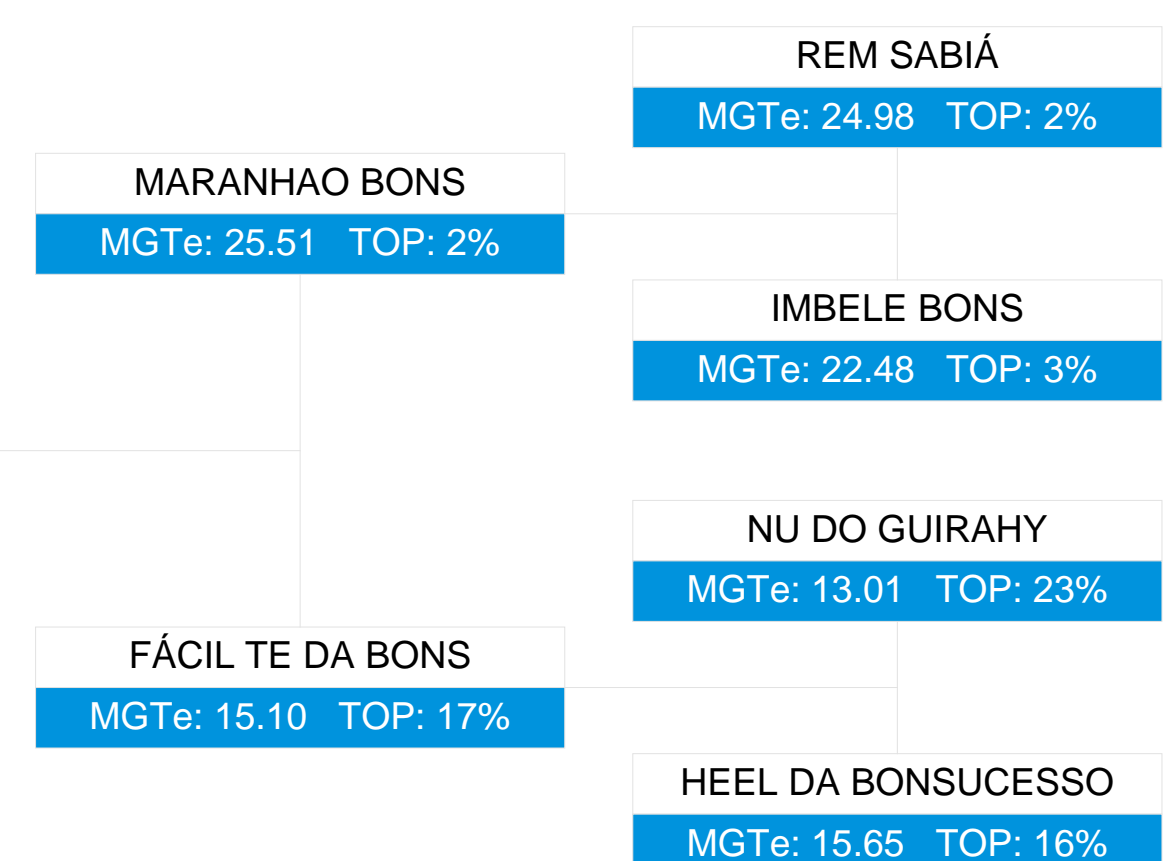 REM SABIÁ
MGTe: 24.98 TOP: 2%
MARANHAO BONS
MGTe: 25.51 TOP: 2%
IMBELE BONS
MGTe: 22.48 TOP: 3%
NU DO GUIRAHY
MGTe: 13.01 TOP: 23%
FÁCIL TE DA BONS
MGTe: 15.10 TOP: 17%
HEEL DA BONSUCESSO
MGTe: 15.65 TOP: 16%